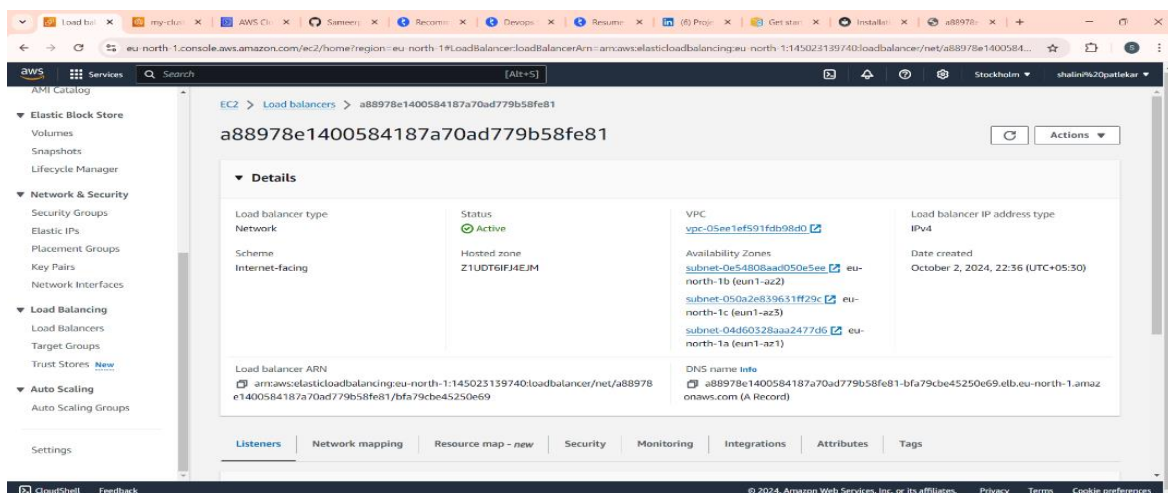 Load bal
my-clus
AWS Clo
Sameerp
Recomm
Devops
Resume
(6) Proje
Get star
Installati
a88978e
eu-north-1.console.aws.amazon.com/ec2/home?region=eu-north-1#LoadBalancer:loadBalancerArn=arn:aws:elasticloadbalancing:eu-north-1:145023139740:loadbalancer/net/a88978e1400584...
S
aws
Services
Search
[Alt+S]
Stockholm
shalini%20patlekar
AMI Catalog
Elastic Block Store
Volumes
Snapshots
Lifecycle Manager
Network & Security
Security Groups
Elastic IPs
Placement Groups
Key Pairs
Network Interfaces
Load Balancing
Load Balancers
Target Groups
Trust Stores New
Auto Scaling
Auto Scaling Groups
Settings
EC2 > Load balancers > a88978e1400584187a70ad779b58fe81
a88978e1400584187a70ad779b58fe81
Actions
Details
Load balancer type
Network
Status
Active
VPC
vpc-05ee1ef591fdb98d0
Load balancer IP address type
IPv4
Scheme
Internet-facing
Hosted zone
Z1UDT6IFJ4EJM
Availability Zones
subnet-0e54808aad050e5ee eu-
north-1b (eun1-az2)
subnet-050a2e839631ff29c eu-
north-1c (eun1-az3)
subnet-04d60328aaa2477d6 eu-
north-1a (eun1-az1)
Date created
October 2, 2024, 22:36 (UTC+05:30)
Load balancer ARN
arn:aws:elasticloadbalancing:eu-north-1:145023139740:loadbalancer/net/a88978
e1400584187a70ad779b58fe81/bfa79cbe45250e69
DNS name Info
a88978e1400584187a70ad779b58fe81-bfa79cbe45250e69.elb.eu-north-1.amaz
onaws.com (A Record)
Listeners
Network mapping
Resource map - new
Security
Monitoring
Integrations
Attributes
Tags
CloudShell
Feedback
© 2024, Amazon Web Services, Inc. or its affiliates.
Privacy
Terms
Cookie preferences